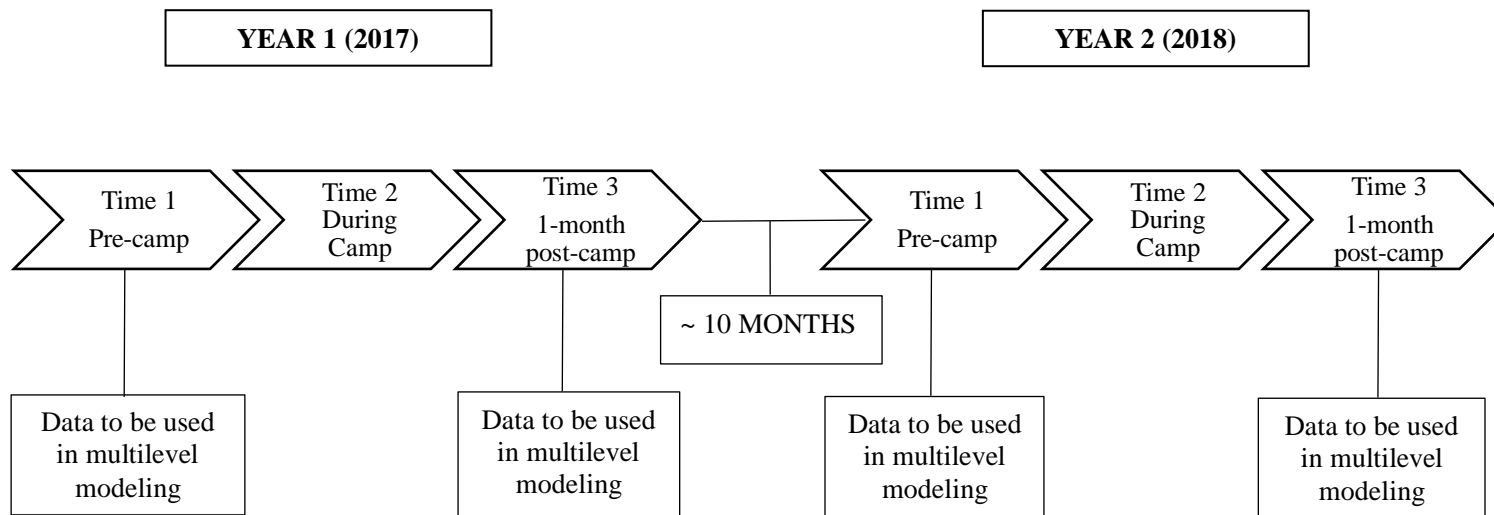 YEAR 1 (2017)
YEAR 2 (2018)
Time 1
Pre-camp
Time 2
During
Camp
Time 3
1-month
post-camp
Time 1
Pre-camp
Time 2
During
Camp
Time 3
1-month
post-camp
~ 10 MONTHS
Data to be used
in multilevel
modeling
Data to be used
in multilevel
modeling
Data to be used
in multilevel
modeling
Data to be used
in multilevel
modeling